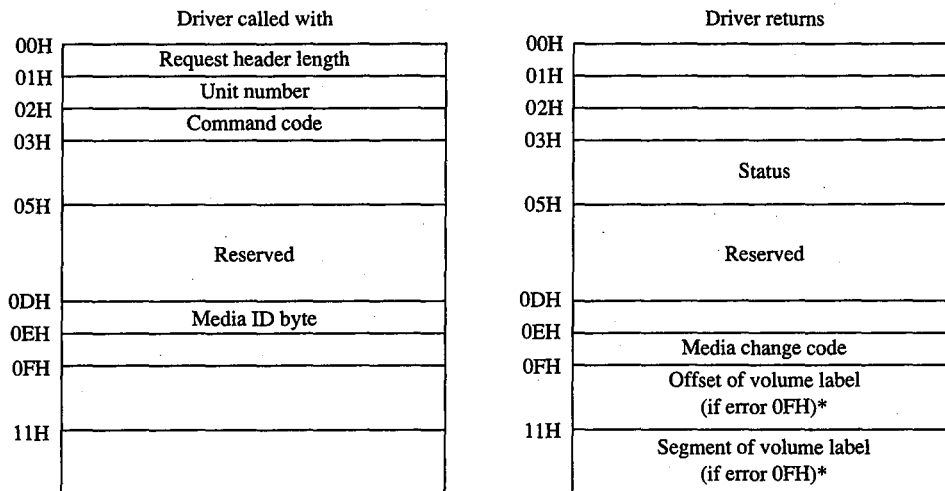 Driver called with
00H
Request header length
01H
Unit number
02H
Command code
03H
05H
Reserved
0DH
Media ID byte
0EH
0FH
11H
Driver returns
00H
01H
02H
03H
Status
05H
Reserved
0DH
0EH
Media change code
0FH
Offset of volume label
(if error 0FH)*
11H
Segment of volume label
(if error 0FH)*